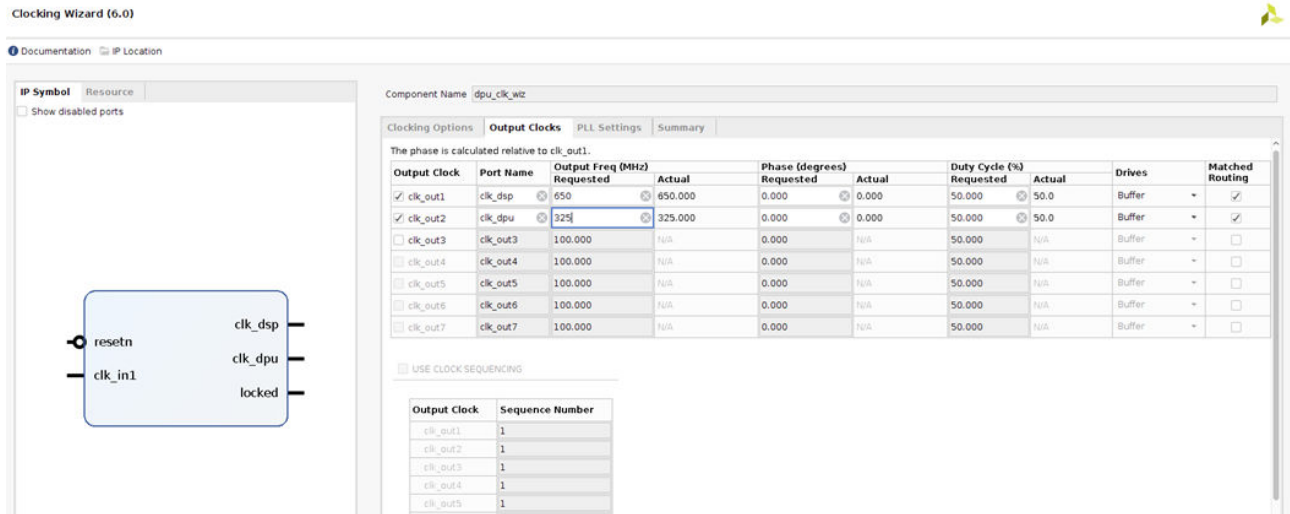 Clocking Wizard (6.0)
Documentation IP Location
IP Symbol Resource
Show disabled ports
resetn
clk_in1
clk_dsp
clk_dpu
locked
Component Name dpu_clk_wiz
Clocking Options Output Clocks PLL Settings Summary
The phase is calculated relative to clk_out1.
Output Clock Port Name Output Freq (MHz) Phase (degrees) Duty Cycle (%) Drives Matched Routing
Requested Actual Requested Actual Requested Actual
clk_out1 clk_dsp 650 650.000 0.000 0.000 50.000 50.0 Buffer
clk_out2 clk_dpu 325 325.000 0.000 0.000 50.000 50.0 Buffer
clk_out3 clk_out3 100.000 N/A 0.000 N/A 50.000 N/A Buffer
clk_out4 clk_out4 100.000 N/A 0.000 N/A 50.000 N/A Buffer
clk_out5 clk_out5 100.000 N/A 0.000 N/A 50.000 N/A Buffer
clk_out6 clk_out6 100.000 N/A 0.000 N/A 50.000 N/A Buffer
clk_out7 clk_out7 100.000 N/A 0.000 N/A 50.000 N/A Buffer
USE CLOCK SEQUENCING
Output Clock Sequence Number
clk_out1 1
clk_out2 1
clk_out3 1
clk_out4 1
clk_out5 1